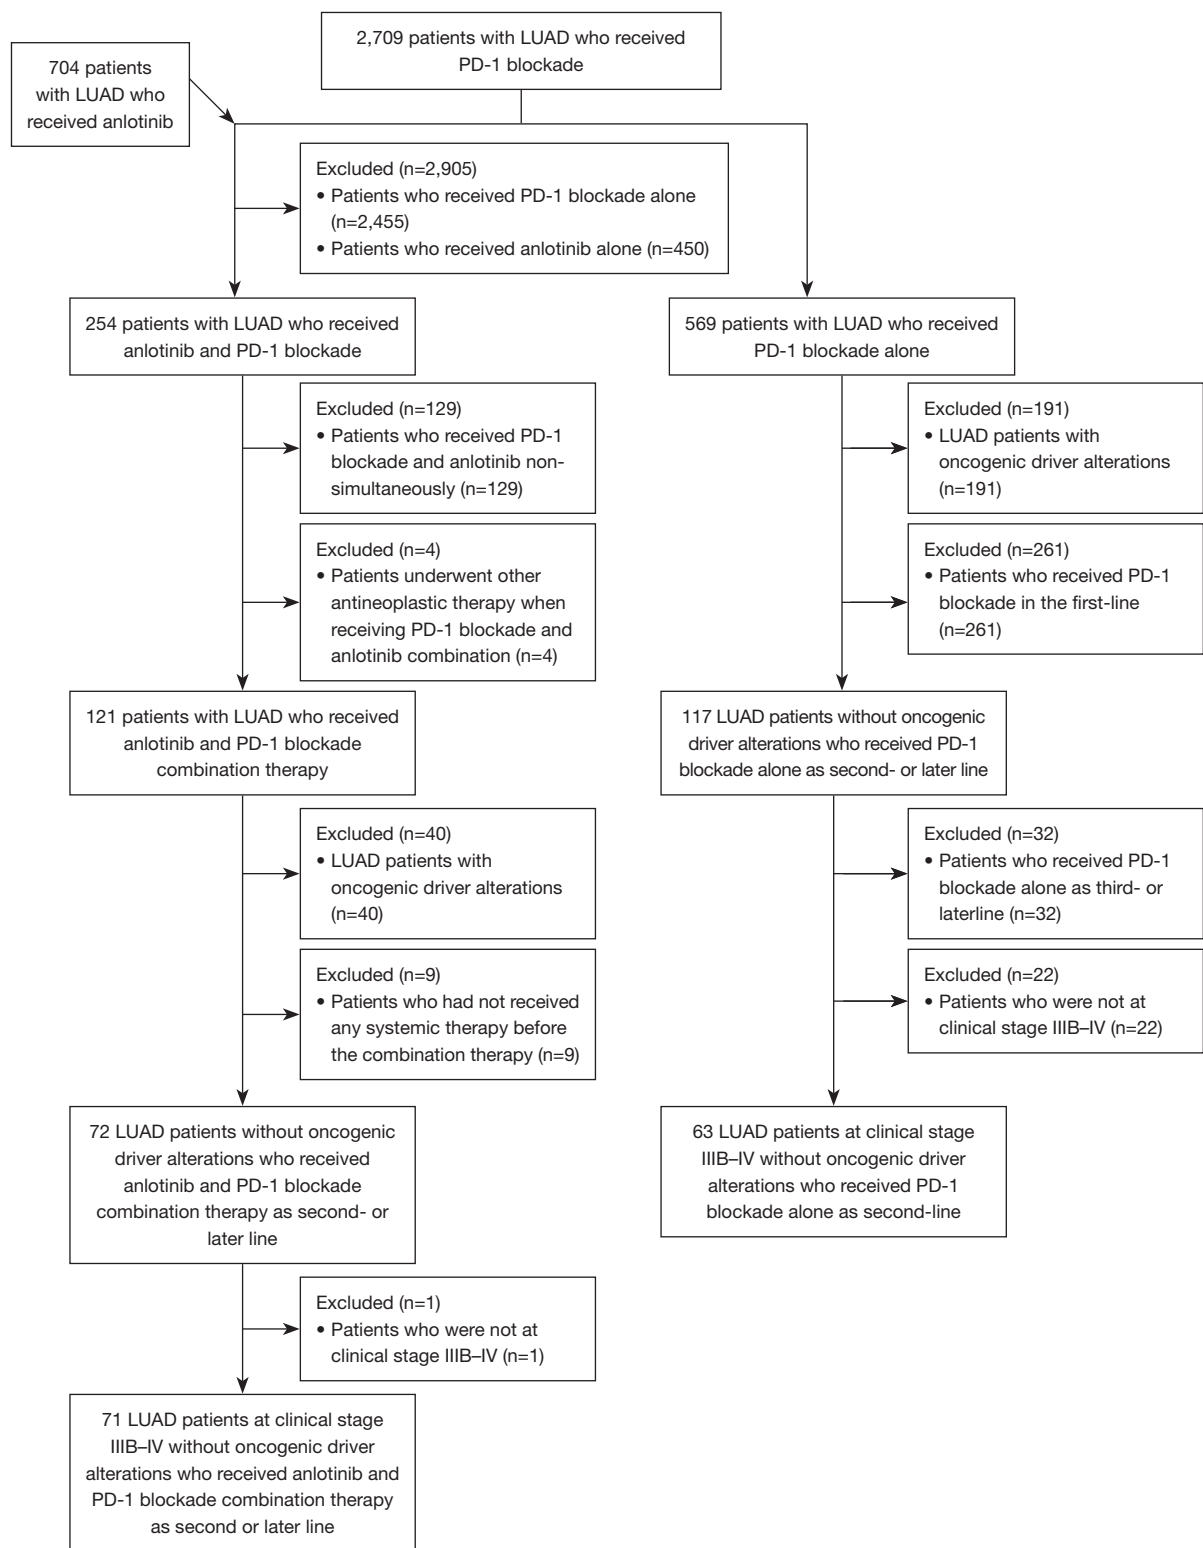 2,709 patients with LUAD who received
PD-1 blockade
704 patients
with LUAD who
received anlotinib
Excluded (n=2,905)
• Patients who received PD-1 blockade alone
(n=2,455)
• Patients who received anlotinib alone (n=450)
254 patients with LUAD who received
anlotinib and PD-1 blockade
569 patients with LUAD who received
PD-1 blockade alone
Excluded (n=129)
• Patients who received PD-1
blockade and anlotinib non-
simultaneously (n=129)
Excluded (n=191)
• LUAD patients with
oncogenic driver alterations
(n=191)
Excluded (n=4)
• Patients underwent other
antineoplastic therapy when
receiving PD-1 blockade and
anlotinib combination (n=4)
Excluded (n=261)
• Patients who received PD-1
blockade in the first-line
(n=261)
121 patients with LUAD who received
anlotinib and PD-1 blockade
combination therapy
117 LUAD patients without oncogenic
driver alterations who received PD-1
blockade alone as second- or later line
Excluded (n=40)
• LUAD patients with
oncogenic driver alterations
(n=40)
Excluded (n=32)
• Patients who received PD-1
blockade alone as third- or
laterline (n=32)
Excluded (n=9)
• Patients who had not received
any systemic therapy before
the combination therapy (n=9)
Excluded (n=22)
• Patients who were not at
clinical stage IIIB–IV (n=22)
72 LUAD patients without oncogenic
driver alterations who received
anlotinib and PD-1 blockade
combination therapy as second- or
later line
63 LUAD patients at clinical stage
IIIB–IV without oncogenic driver
alterations who received PD-1
blockade alone as second-line
Excluded (n=1)
• Patients who were not at
clinical stage IIIB–IV (n=1)
71 LUAD patients at clinical stage
IIIB–IV without oncogenic driver
alterations who received anlotinib and
PD-1 blockade combination therapy
as second or later line